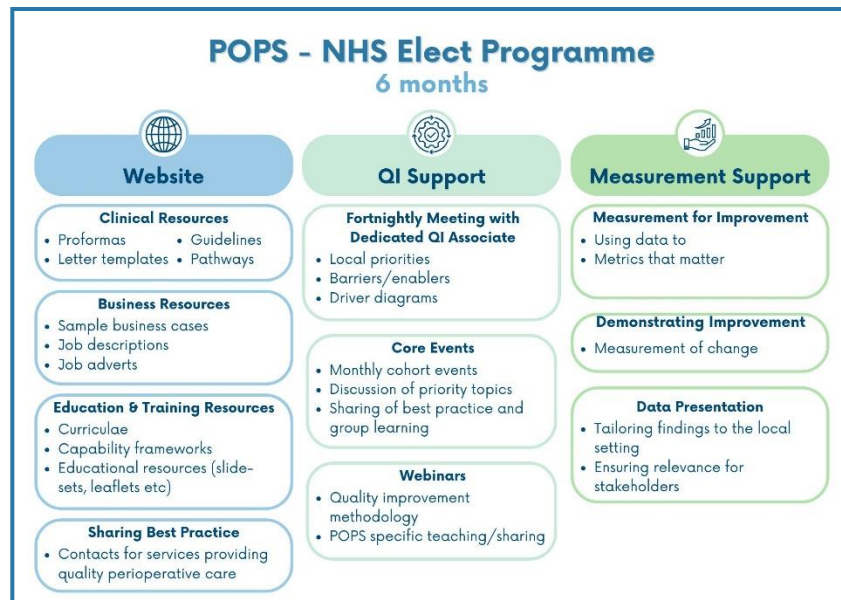 POPS - NHS Elect Programme
6 months
Website
Clinical Resources
• Proformas
• Letter templates
• Guidelines
• Pathways
Business Resources
• Sample business cases
• Job descriptions
• Job adverts
Education & Training Resources
• Curriculae
• Capability frameworks
• Educational resources (slide-
sets, leaflets etc)
Sharing Best Practice
• Contacts for services providing
quality perioperative care
QI Support
Fortnightly Meeting with
Dedicated QI Associate
• Local priorities
• Barriers/enablers
• Driver diagrams
Core Events
• Monthly cohort events
• Discussion of priority topics
• Sharing of best practice and
group learning
Webinars
• Quality improvement
methodology
• POPS specific teaching/sharing
Measurement Support
Measurement for Improvement
• Using data to
• Metrics that matter
Demonstrating Improvement
• Measurement of change
Data Presentation
• Tailoring findings to the local
setting
• Ensuring relevance for
stakeholders